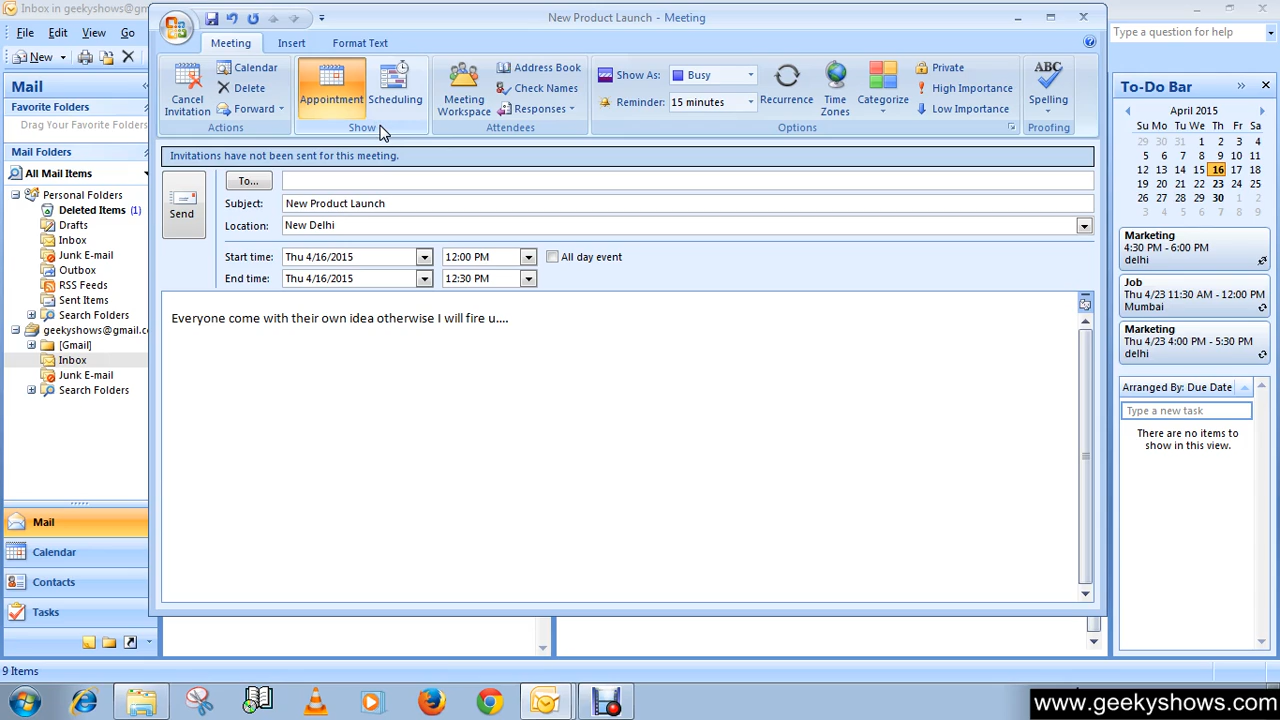 Inbox in geekyshows@gm
New Product Launch - Meeting
File Edit View Go
Meeting Insert Format Text
Type a question for help
New
Cancel Invitation
Calendar
Delete
Forward
Actions
Appointment
Scheduling
Show
Meeting Workspace
Address Book
Check Names
Responses
Attendees
Show As: Busy
Reminder: 15 minutes
Recurrence
Time Zones
Categorize
Private
High Importance
Low Importance
Options
ABC
Spelling
Proofing
Mail
Favorite Folders
Drag Your Favorite Folders
Mail Folders
All Mail Items
Personal Folders
Deleted Items (1)
Drafts
Inbox
Junk E-mail
Outbox
RSS Feeds
Sent Items
Search Folders
geekyshows@gmail.co
[Gmail]
Inbox
Junk E-mail
Search Folders
Mail
Calendar
Contacts
Tasks
9 Items
Invitations have not been sent for this meeting.
Send
To...
Subject: New Product Launch
Location: New Delhi
Start time: Thu 4/16/2015 12:00 PM All day event
End time: Thu 4/16/2015 12:30 PM
Everyone come with their own idea otherwise I will fire u....
To-Do Bar
April 2015
Su Mo Tu We Th Fr Sa
29 30 31 1 2 3 4
5 6 7 8 9 10 11
12 13 14 15 16 17 18
19 20 21 22 23 24 25
26 27 28 29 30 1 2
3 4 5 6 7 8 9
Marketing
4:30 PM - 6:00 PM
delhi
Job
Thu 4/23 11:30 AM - 12:00 PM
Mumbai
Marketing
Thu 4/23 4:00 PM - 5:30 PM
delhi
Arranged By: Due Date
Type a new task
There are no items to
show in this view.
www.geekyshows.com